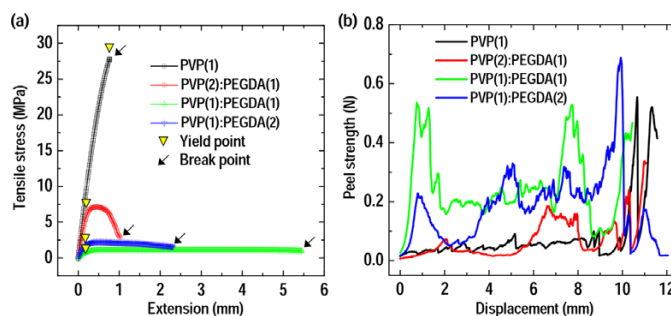 (a)
Tensile stress (MPa)
30
25
20
15
10
5
0
PVP(1)
PVP(2):PEGDA(1)
PVP(1):PEGDA(1)
PVP(1):PEGDA(2)
Yield point
Break point
0 1 2 3 4 5 6
Extension (mm)
(b)
Peel strength (N)
0.8
0.6
0.4
0.2
0.0
PVP(1)
PVP(2):PEGDA(1)
PVP(1):PEGDA(1)
PVP(1):PEGDA(2)
0 2 4 6 8 10 12
Displacement (mm)